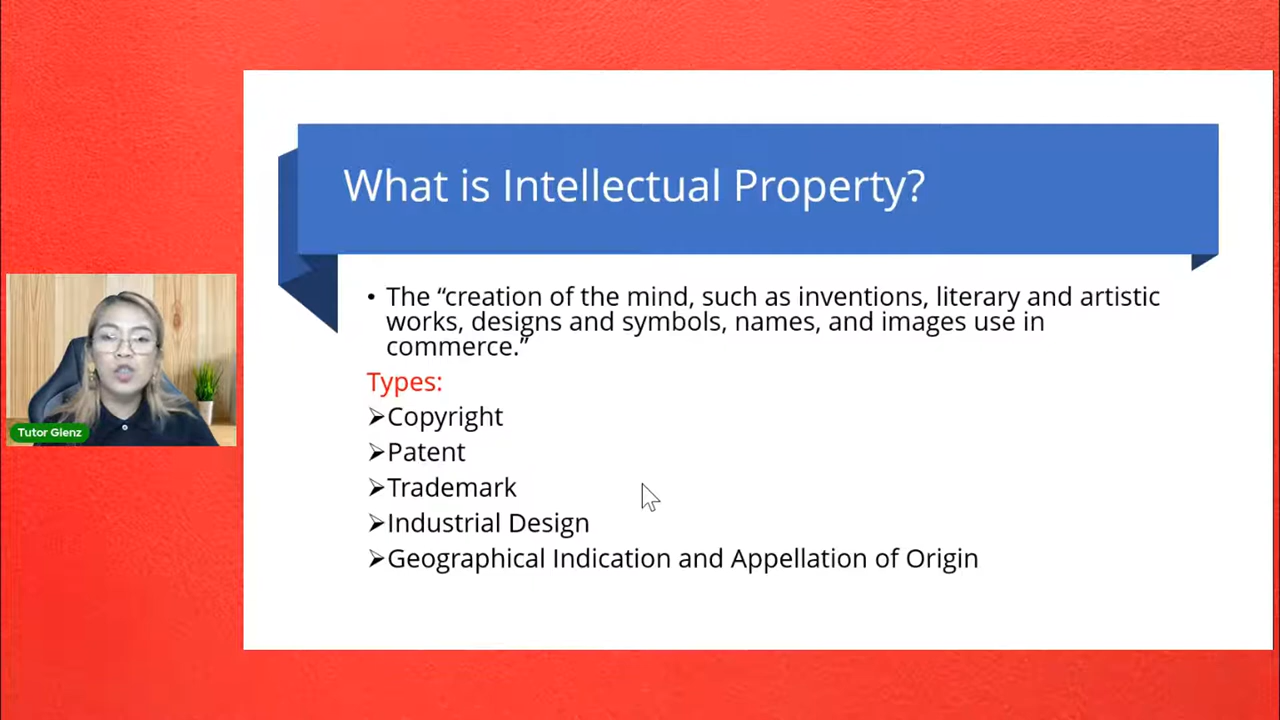 What is Intellectual Property?
• The “creation of the mind, such as inventions, literary and artistic
works, designs and symbols, names, and images use in
commerce.”
Types:
➢Copyright
➢Patent
➢Trademark
➢Industrial Design
➢Geographical Indication and Appellation of Origin
Tutor Glenz